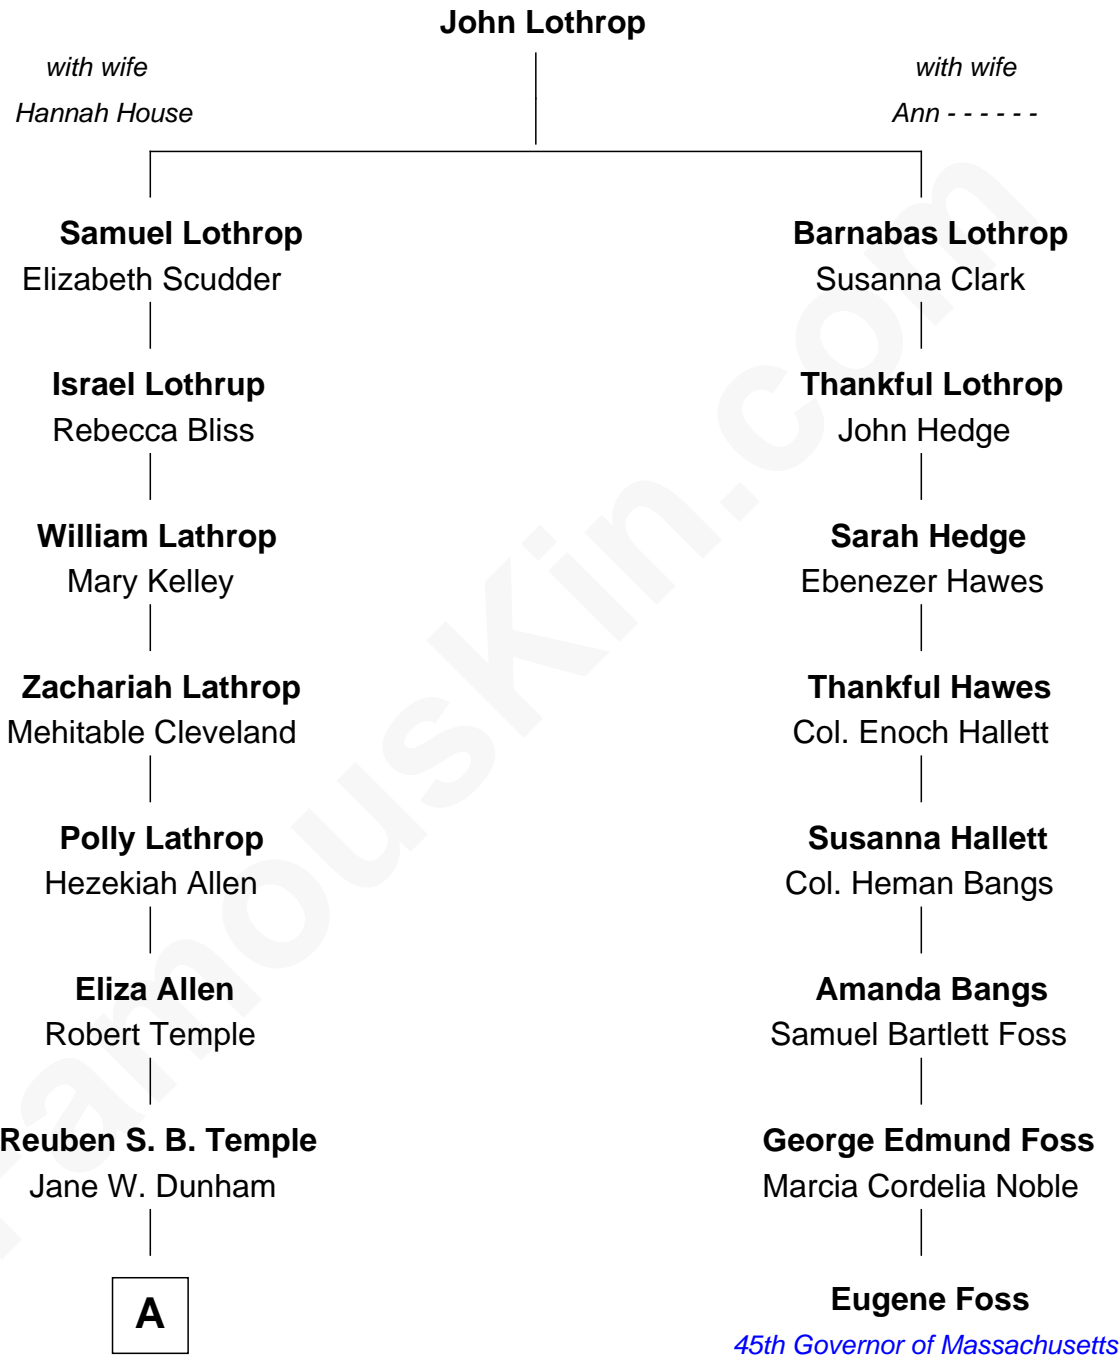 John Lothrop
with wife
Hannah House
with wife
Ann - - - - - -
Samuel Lothrop
Elizabeth Scudder
Barnabas Lothrop
Susanna Clark
Israel Lothrup
Rebecca Bliss
Thankful Lothrop
John Hedge
William Lathrop
Mary Kelley
Sarah Hedge
Ebenezer Hawes
Zachariah Lathrop
Mehitable Cleveland
Thankful Hawes
Col. Enoch Hallett
Polly Lathrop
Hezekiah Allen
Susanna Hallett
Col. Heman Bangs
Eliza Allen
Robert Temple
Amanda Bangs
Samuel Bartlett Foss
Reuben S. B. Temple
Jane W. Dunham
George Edmund Foss
Marcia Cordelia Noble
A
Eugene Foss
45th Governor of Massachusetts
FamousKin.com